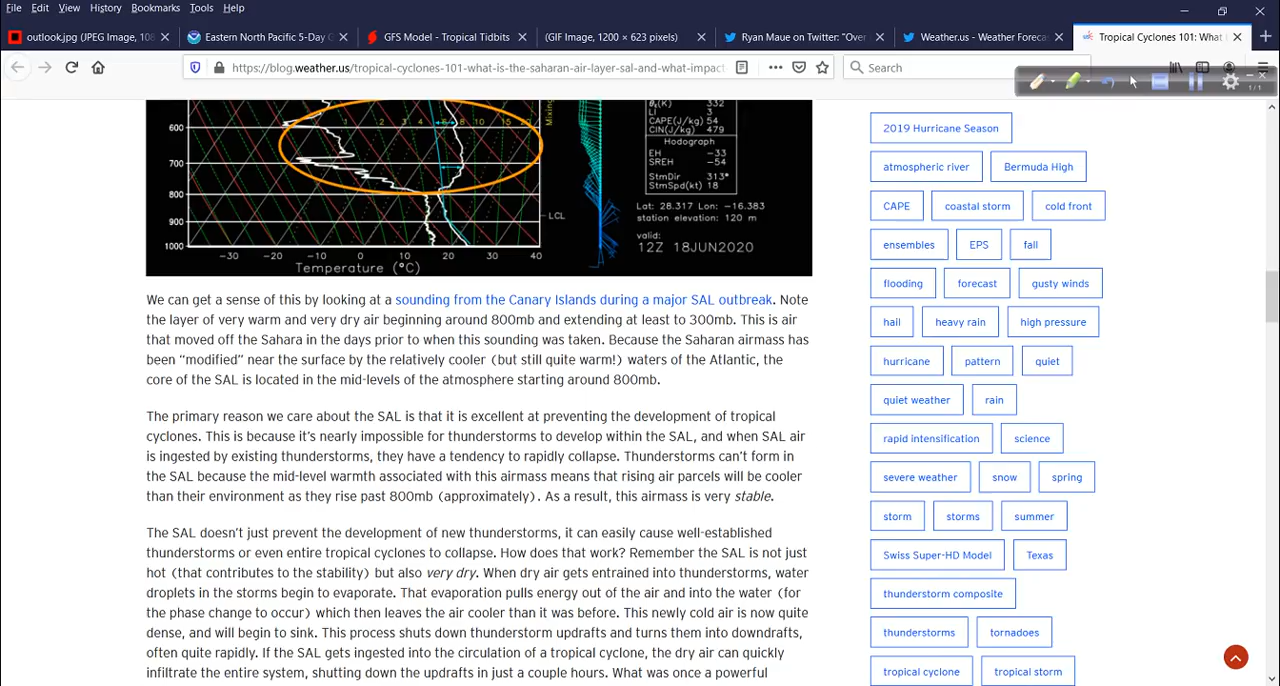 File Edit View History Bookmarks Tools Help
outlook.jpg (JPEG Image, 108
Eastern North Pacific 5-Day G
GFS Model - Tropical Tidbits
(GIF Image, 1200 × 623 pixels)
Ryan Maue on Twitter: "Over
Weather.us - Weather Foreca
Tropical Cyclones 101: What
https://blog.weather.us/tropical-cyclones-101-what-is-the-saharan-air-layer-sal-and-what-impact
Search
1/1
600
700
800
900
1000
1 2 3 4 6 8 10 15 20
Mixing
LCL
-30 -20 -10 0 10 20 30 40
Temperature (°C)
θE(K) 332
LI 3
CAPE(J/kg) 54
CIN(J/kg) 479
Hodograph
EH -33
SREH -54
StmDir 313°
StmSpd(kt) 18
Lat: 28.317 Lon: -16.383
station elevation: 120 m
valid:
12Z 18JUN2020
We can get a sense of this by looking at a sounding from the Canary Islands during a major SAL outbreak. Note
the layer of very warm and very dry air beginning around 800mb and extending at least to 300mb. This is air
that moved off the Sahara in the days prior to when this sounding was taken. Because the Saharan airmass has
been “modified” near the surface by the relatively cooler (but still quite warm!) waters of the Atlantic, the
core of the SAL is located in the mid-levels of the atmosphere starting around 800mb.
The primary reason we care about the SAL is that it is excellent at preventing the development of tropical
cyclones. This is because it’s nearly impossible for thunderstorms to develop within the SAL, and when SAL air
is ingested by existing thunderstorms, they have a tendency to rapidly collapse. Thunderstorms can’t form in
the SAL because the mid-level warmth associated with this airmass means that rising air parcels will be cooler
than their environment as they rise past 800mb (approximately). As a result, this airmass is very stable.
The SAL doesn’t just prevent the development of new thunderstorms, it can easily cause well-established
thunderstorms or even entire tropical cyclones to collapse. How does that work? Remember the SAL is not just
hot (that contributes to the stability) but also very dry. When dry air gets entrained into thunderstorms, water
droplets in the storms begin to evaporate. That evaporation pulls energy out of the air and into the water (for
the phase change to occur) which then leaves the air cooler than it was before. This newly cold air is now quite
dense, and will begin to sink. This process shuts down thunderstorm updrafts and turns them into downdrafts,
often quite rapidly. If the SAL gets ingested into the circulation of a tropical cyclone, the dry air can quickly
infiltrate the entire system, shutting down the updrafts in just a couple hours. What was once a powerful
2019 Hurricane Season
atmospheric river Bermuda High
CAPE coastal storm cold front
ensembles EPS fall
flooding forecast gusty winds
hail heavy rain high pressure
hurricane pattern quiet
quiet weather rain
rapid intensification science
severe weather snow spring
storm storms summer
Swiss Super-HD Model Texas
thunderstorm composite
thunderstorms tornadoes
tropical cyclone tropical storm